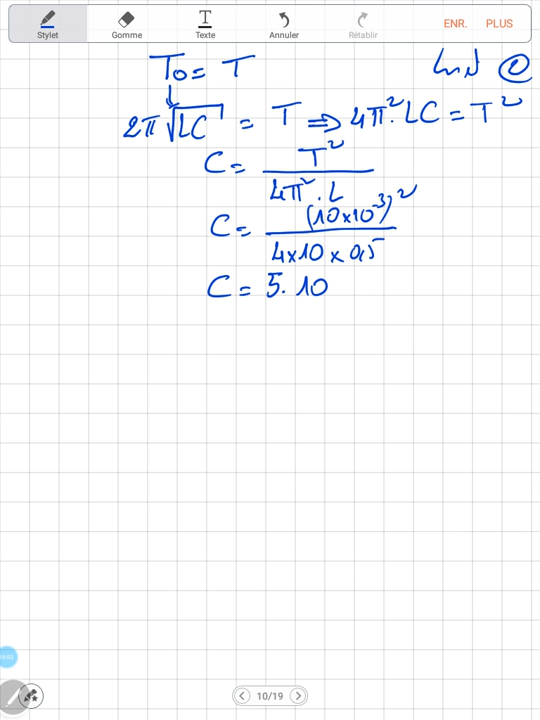 ENR. PLUS
Stylet Gomme Texte Annuler Rétablir
T₀ = T
2π√LC = T ⇒ 4π².LC = T²
C = T² / 4π².L
C = (10×10⁻³)² / 4×10×0,5
C = 5.10
10/19